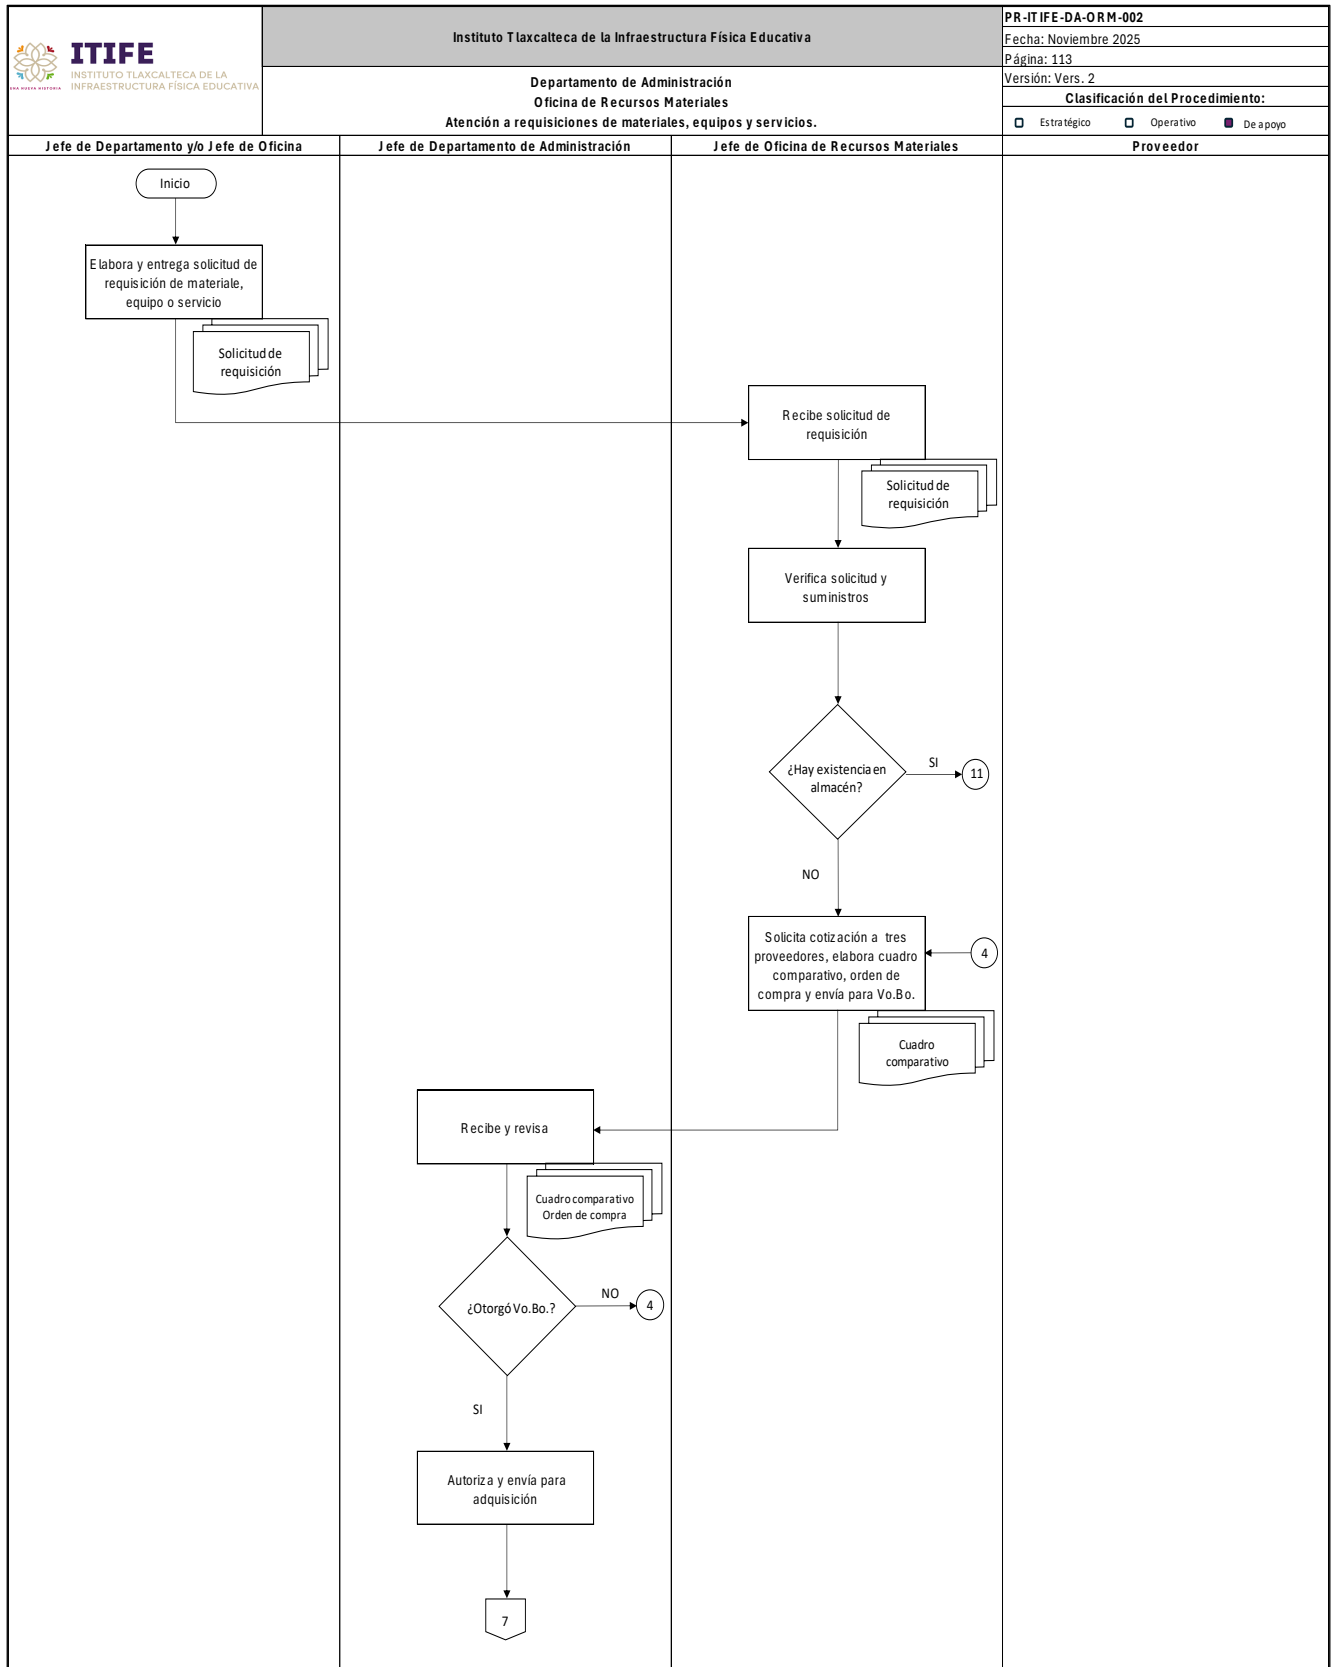 ITIFE
INSTITUTO TLAXCALTECA DE LA
INFRAESTRUCTURA FÍSICA EDUCATIVA
UNA NUEVA HISTORIA
Instituto Tlaxcalteca de la Infraestructura Física Educativa
Departamento de Administración
Oficina de Recursos Materiales
Atención a requisiciones de materiales, equipos y servicios.
PR-ITIFE-DA-ORM-002
Fecha: Noviembre 2025
Página: 113
Versión: Vers. 2
Clasificación del Procedimiento:
Estratégico Operativo De apoyo
Jefe de Departamento y/o Jefe de Oficina
Jefe de Departamento de Administración
Jefe de Oficina de Recursos Materiales
Proveedor
Inicio
Elabora y entrega solicitud de
requisición de materiale,
equipo o servicio
Solicitud de
requisición
Recibe solicitud de
requisición
Solicitud de
requisición
Verifica solicitud y
suministros
¿Hay existencia en
almacén?
SI
11
NO
Solicita cotización a tres
proveedores, elabora cuadro
comparativo, orden de
compra y envía para Vo.Bo.
4
Cuadro
comparativo
Recibe y revisa
Cuadro comparativo
Orden de compra
¿Otorgó Vo.Bo.?
NO
4
SI
Autoriza y envía para
adquisición
7